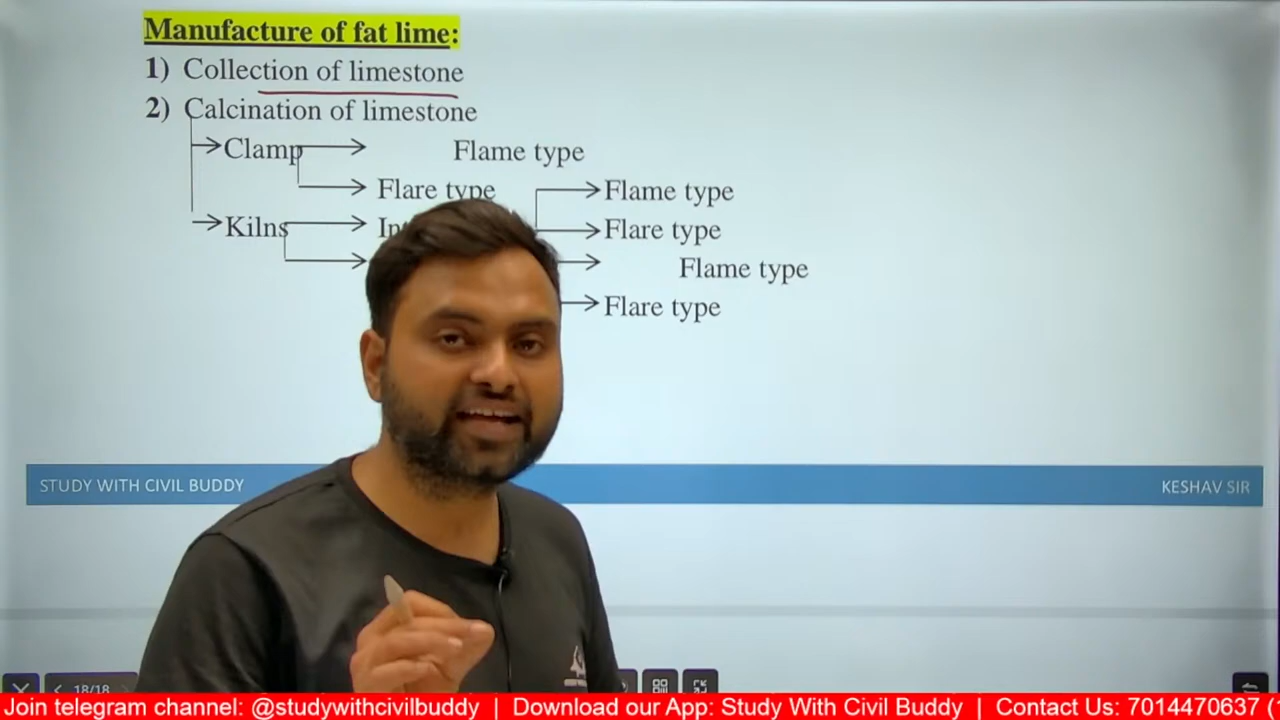 Manufacture of fat lime:
1) Collection of limestone
2) Calcination of limestone
Clamp Flame type
Flare type Flame type
Kilns Flare type
Flame type
Flare type
STUDY WITH CIVIL BUDDY KESHAV SIR
18/18
Join telegram channel: @studywithcivilbuddy | Download our App: Study With Civil Buddy | Contact Us: 7014470637